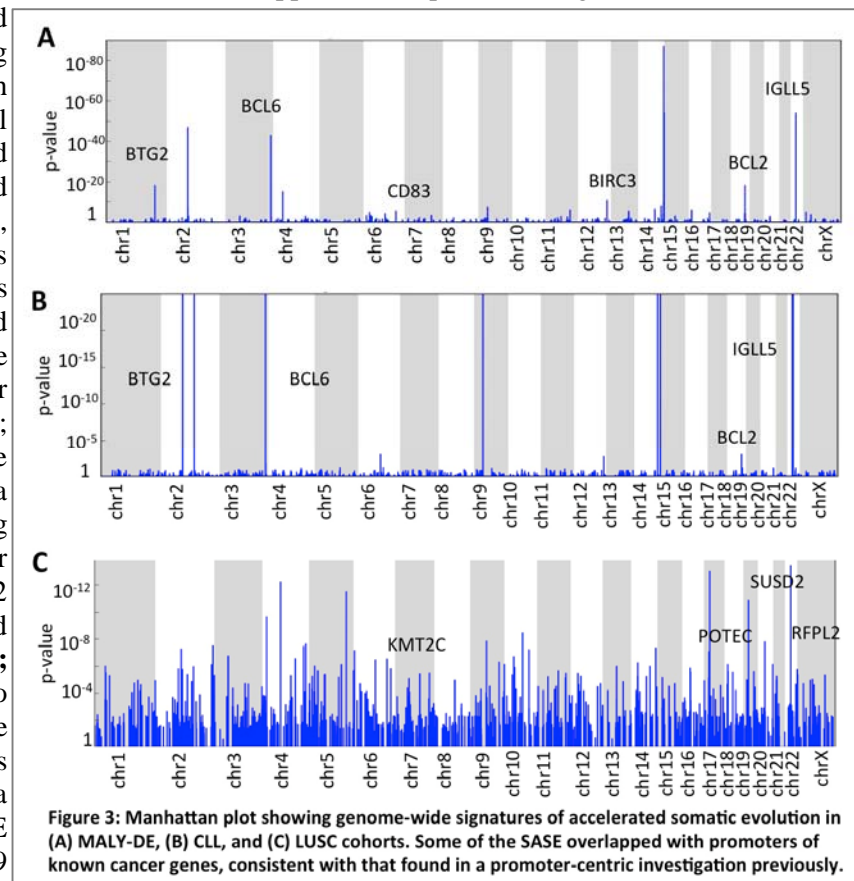 A
p-value
10-80
10-60
10-40
10-20
1
BTG2
BCL6
CD83
BIRC3
BCL2
IGLL5
chr1 chr2 chr3 chr4 chr5 chr6 chr7 chr8 chr9 chr10 chr11 chr12 chr13 chr14 chr15 chr16 chr17 chr18 chr19 chr20 chr21 chr22 chrX
B
p-value
10-20
10-15
10-10
10-5
1
BTG2
BCL6
IGLL5
BCL2
chr1 chr2 chr3 chr4 chr5 chr6 chr7 chr8 chr9 chr10 chr11 chr12 chr13 chr14 chr15 chr16 chr17 chr18 chr19 chr20 chr21 chr22 chrX
C
p-value
10-12
10-8
10-4
1
KMT2C
POTEC
SUSD2
RFPL2
chr1 chr2 chr3 chr4 chr5 chr6 chr7 chr8 chr9 chr10 chr11 chr12 chr13 chr14 chr15 chr16 chr17 chr18 chr19 chr20 chr21 chr22 chrX
Figure 3: Manhattan plot showing genome-wide signatures of accelerated somatic evolution in
(A) MALY-DE, (B) CLL, and (C) LUSC cohorts. Some of the SASE overlapped with promoters of
known cancer genes, consistent with that found in a promoter-centric investigation previously.